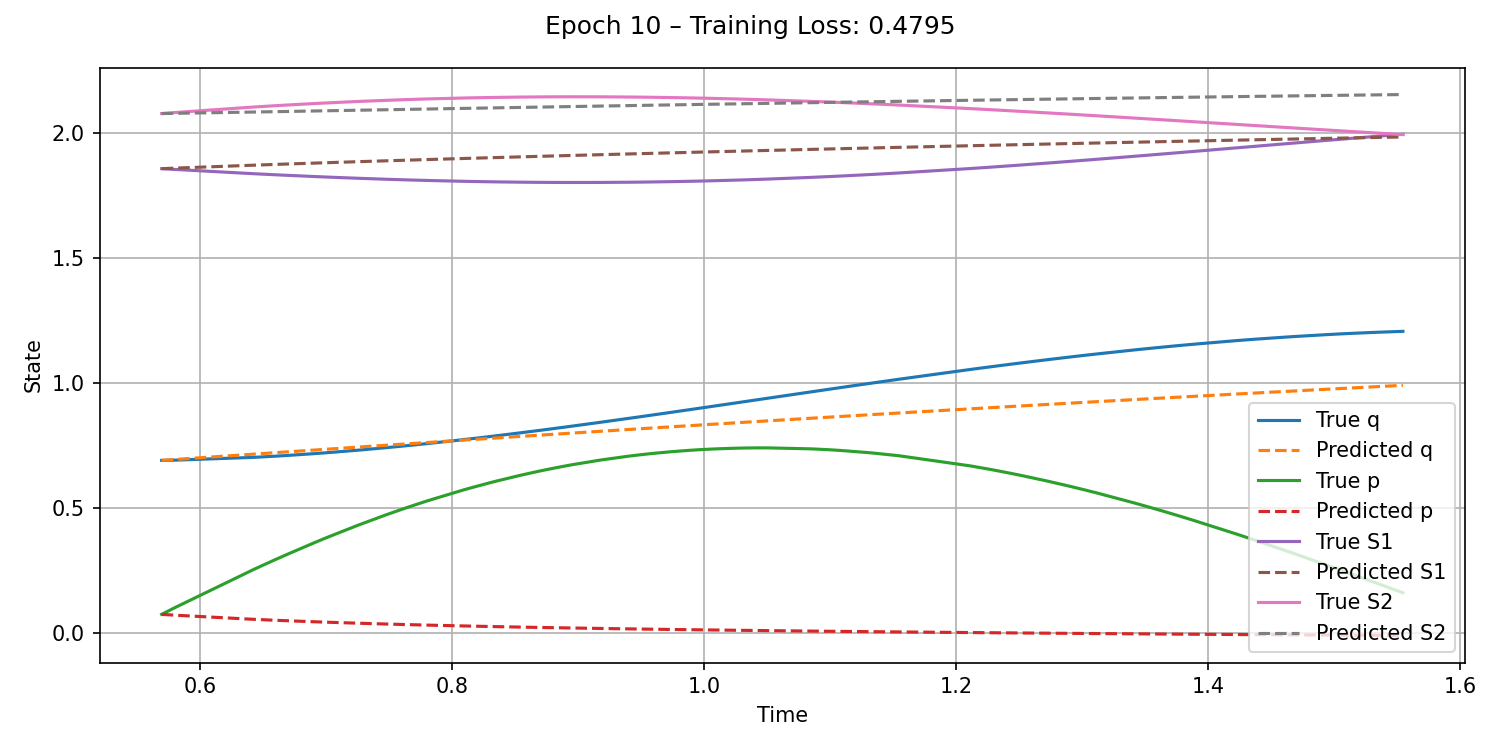 Epoch 10 – Training Loss: 0.4795
State
2.0
1.5
1.0
0.5
0.0
True q
Predicted q
True p
Predicted p
True S1
Predicted S1
True S2
Predicted S2
0.6 0.8 1.0 1.2 1.4 1.6
Time